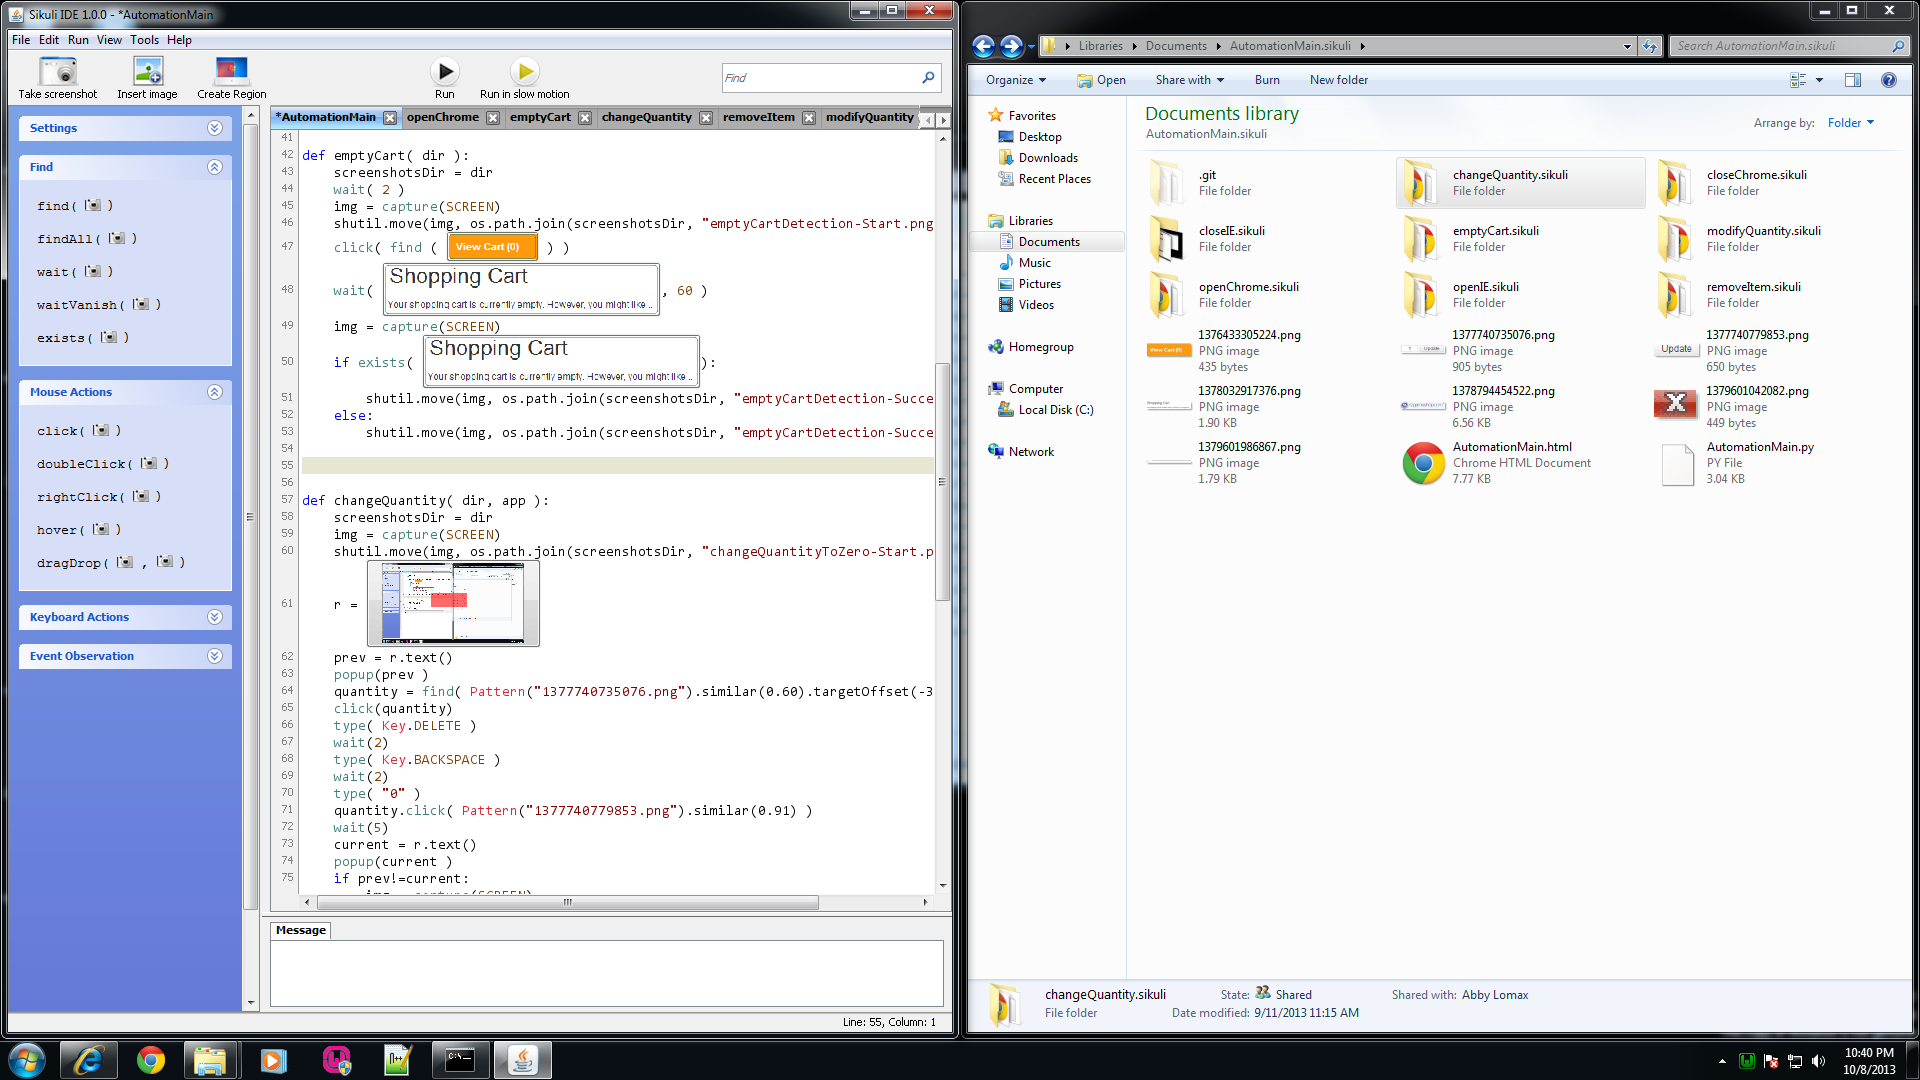 Sikuli IDE 1.0.0 - *AutomationMain
File Edit Run View Tools Help
Take screenshot Insert image Create Region Run Run in slow motion Find
Settings
Find
find( )
findAll( )
wait( )
waitVanish( )
exists( )
Mouse Actions
click( )
doubleClick( )
rightClick( )
hover( )
dragDrop( , )
Keyboard Actions
Event Observation
*AutomationMain openChrome emptyCart changeQuantity removeItem modifyQuantity
41
42 def emptyCart( dir ):
43 screenshotsDir = dir
44 wait( 2 )
45 img = capture(SCREEN)
46 shutil.move(img, os.path.join(screenshotsDir, "emptyCartDetection-Start.png
47 click( find ( View Cart (0) ) )
Shopping Cart
48 wait( , 60 )
Your shopping cart is currently empty. However, you might like...
49 img = capture(SCREEN)
Shopping Cart
50 if exists( ):
Your shopping cart is currently empty. However, you might like...
51 shutil.move(img, os.path.join(screenshotsDir, "emptyCartDetection-Succe
52 else:
53 shutil.move(img, os.path.join(screenshotsDir, "emptyCartDetection-Succe
54
55
56
57 def changeQuantity( dir, app ):
58 screenshotsDir = dir
59 img = capture(SCREEN)
60 shutil.move(img, os.path.join(screenshotsDir, "changeQuantityToZero-Start.p
61 r =
62 prev = r.text()
63 popup(prev )
64 quantity = find( Pattern("1377740735076.png").similar(0.60).targetOffset(-3
65 click(quantity)
66 type( Key.DELETE )
67 wait(2)
68 type( Key.BACKSPACE )
69 wait(2)
70 type( "0" )
71 quantity.click( Pattern("1377740779853.png").similar(0.91) )
72 wait(5)
73 current = r.text()
74 popup(current )
75 if prev!=current:
img = capture(SCREEN)
Message
Line: 55, Column: 1
Libraries Documents AutomationMain.sikuli
Search AutomationMain.sikuli
Organize Open Share with Burn New folder
Favorites
Desktop
Downloads
Recent Places
Libraries
Documents
Music
Pictures
Videos
Homegroup
Computer
Local Disk (C:)
Network
Documents library
AutomationMain.sikuli
Arrange by: Folder
.git
File folder
changeQuantity.sikuli
File folder
closeChrome.sikuli
File folder
closeIE.sikuli
File folder
emptyCart.sikuli
File folder
modifyQuantity.sikuli
File folder
openChrome.sikuli
File folder
openIE.sikuli
File folder
removeItem.sikuli
File folder
View Cart (0)
1376433305224.png
PNG image
435 bytes
1 Update
1377740735076.png
PNG image
905 bytes
Update
1377740779853.png
PNG image
650 bytes
Shopping Cart
1378032917376.png
PNG image
1.90 KB
1378794454522.png
PNG image
6.56 KB
X
1379601042082.png
PNG image
449 bytes
1379601986867.png
PNG image
1.79 KB
AutomationMain.html
Chrome HTML Document
7.77 KB
AutomationMain.py
PY File
3.04 KB
changeQuantity.sikuli State: Shared Shared with: Abby Lomax
File folder Date modified: 9/11/2013 11:15 AM
C:\_
10:40 PM
10/8/2013